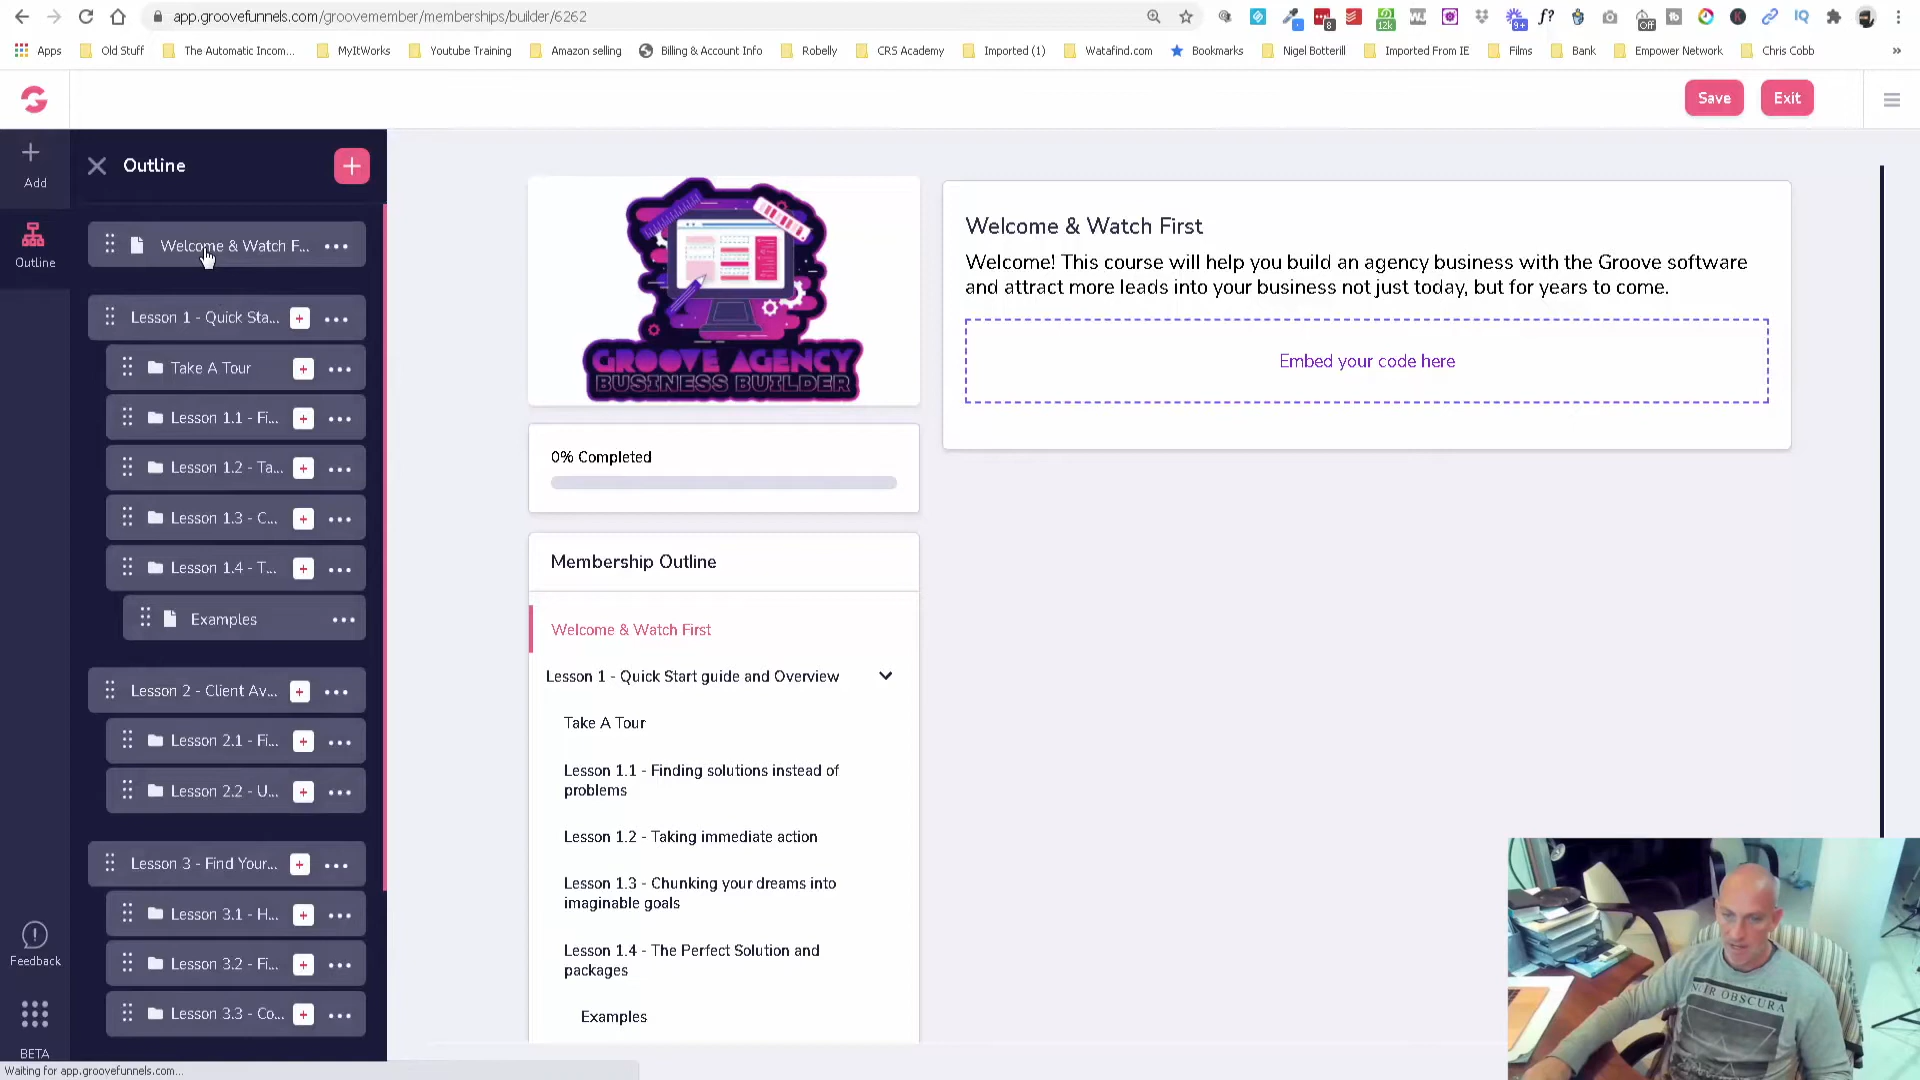 app.groovefunnels.com/groovemember/memberships/builder/6262
Apps
Old Stuff
The Automatic Incom...
MyItWorks
Youtube Training
Amazon selling
Billing & Account Info
Robelly
CRS Academy
Imported (1)
Watafind.com
Bookmarks
Nigel Botterill
Imported From IE
Films
Bank
Empower Network
Chris Cobb
»
Save
Exit
Add
Outline
Feedback
BETA
Outline
Welcome & Watch F...
Lesson 1 - Quick Sta...
Take A Tour
Lesson 1.1 - Fi...
Lesson 1.2 - Ta...
Lesson 1.3 - C...
Lesson 1.4 - T...
Examples
Lesson 2 - Client Av...
Lesson 2.1 - Fi...
Lesson 2.2 - U...
Lesson 3 - Find Your...
Lesson 3.1 - H...
Lesson 3.2 - Fi...
Lesson 3.3 - Co...
GROOVE AGENCY
BUSINESS BUILDER
0% Completed
Membership Outline
Welcome & Watch First
Lesson 1 - Quick Start guide and Overview
Take A Tour
Lesson 1.1 - Finding solutions instead of
problems
Lesson 1.2 - Taking immediate action
Lesson 1.3 - Chunking your dreams into
imaginable goals
Lesson 1.4 - The Perfect Solution and
packages
Examples
Welcome & Watch First
Welcome! This course will help you build an agency business with the Groove software
and attract more leads into your business not just today, but for years to come.
Embed your code here
OBSCURA
Waiting for app.groovefunnels.com...